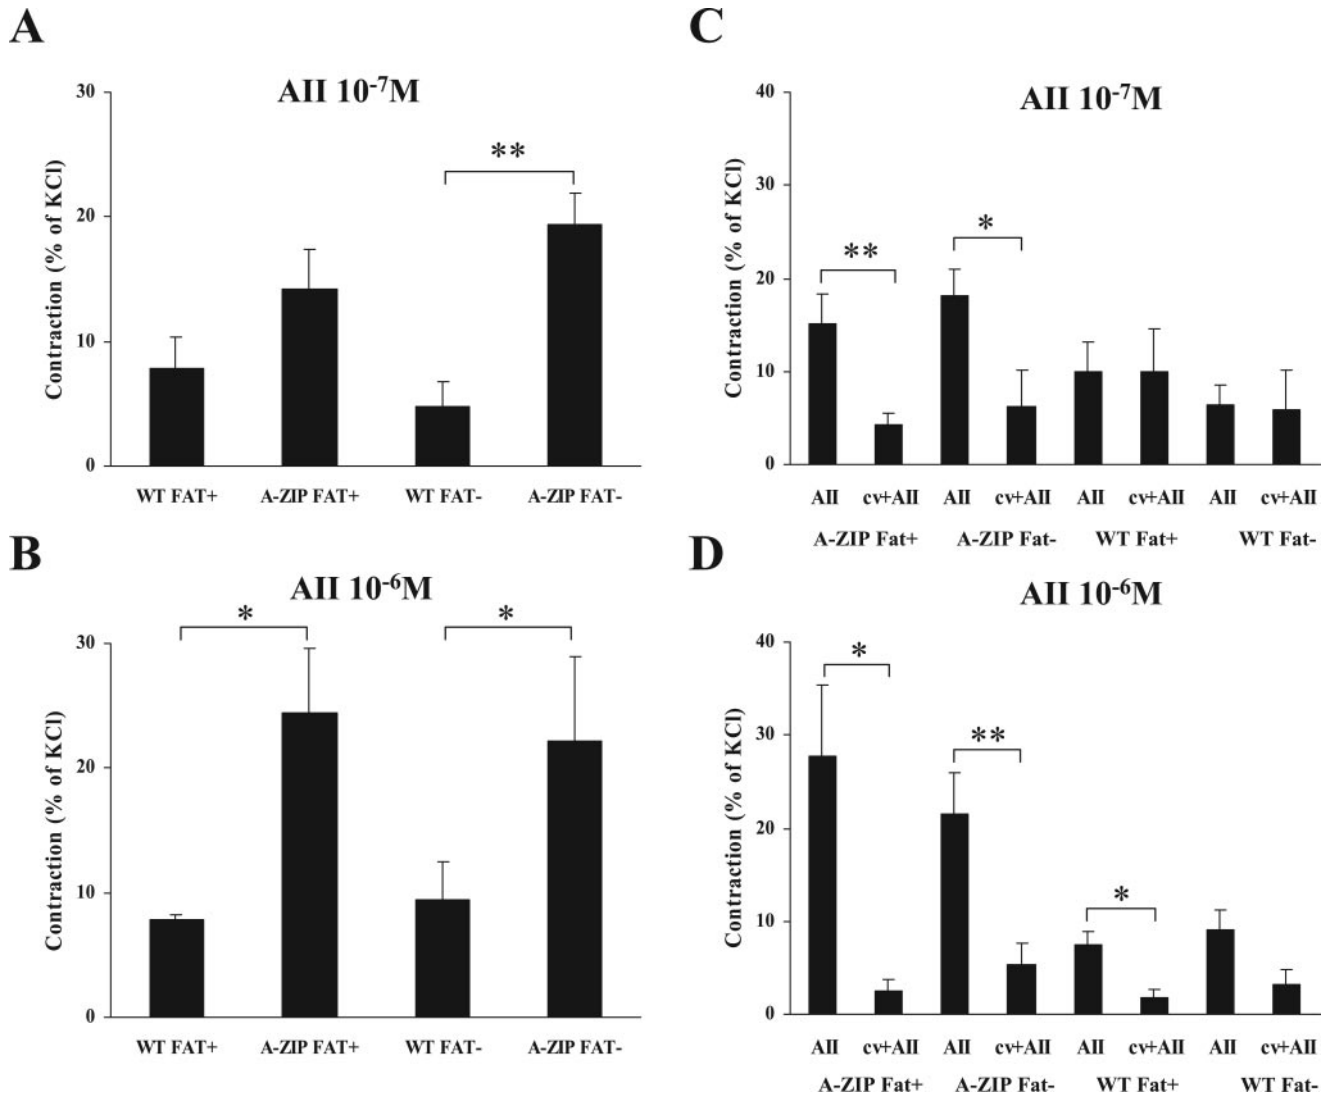 A
AII 10⁻⁷M
**
Contraction (% of KCl)
30
20
10
0
WT FAT+ A-ZIP FAT+ WT FAT- A-ZIP FAT-
B
AII 10⁻⁶M
* *
Contraction (% of KCl)
30
20
10
0
WT FAT+ A-ZIP FAT+ WT FAT- A-ZIP FAT-
C
AII 10⁻⁷M
** *
Contraction (% of KCl)
40
30
20
10
0
AII cv+AII AII cv+AII AII cv+AII AII cv+AII
A-ZIP Fat+ A-ZIP Fat- WT Fat+ WT Fat-
D
AII 10⁻⁶M
* ** *
Contraction (% of KCl)
40
30
20
10
0
AII cv+AII AII cv+AII AII cv+AII AII cv+AII
A-ZIP Fat+ A-ZIP Fat- WT Fat+ WT Fat-